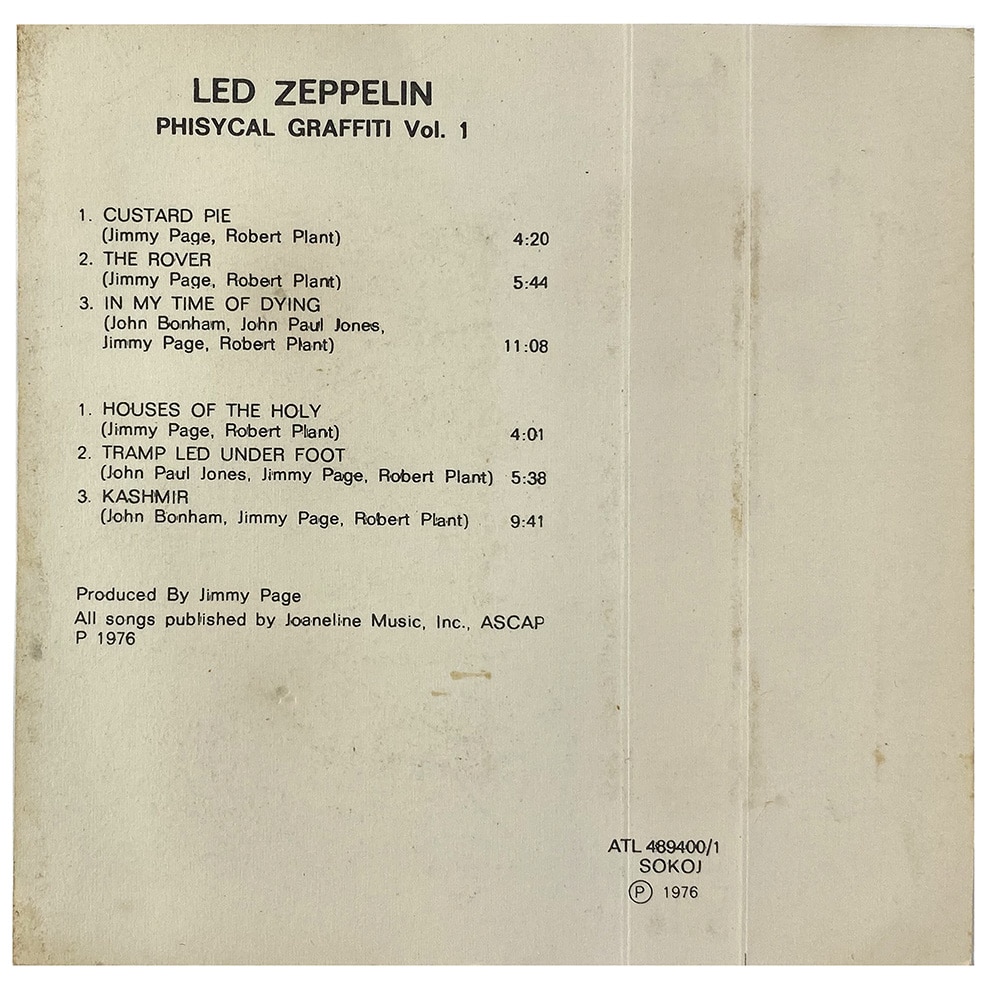 LED ZEPPELIN
PHISYCAL GRAFFITI Vol. 1
1. CUSTARD PIE
(Jimmy Page, Robert Plant) 4:20
2. THE ROVER
(Jimmy Page, Robert Plant) 5:44
3. IN MY TIME OF DYING
(John Bonham, John Paul Jones,
Jimmy Page, Robert Plant) 11:08
1. HOUSES OF THE HOLY
(Jimmy Page, Robert Plant) 4:01
2. TRAMP LED UNDER FOOT
(John Paul Jones, Jimmy Page, Robert Plant) 5:38
3. KASHMIR
(John Bonham, Jimmy Page, Robert Plant) 9:41
Produced By Jimmy Page
All songs published by Joaneline Music, Inc., ASCAP
P 1976
ATL 489400/1
SOKOJ
Ⓟ 1976